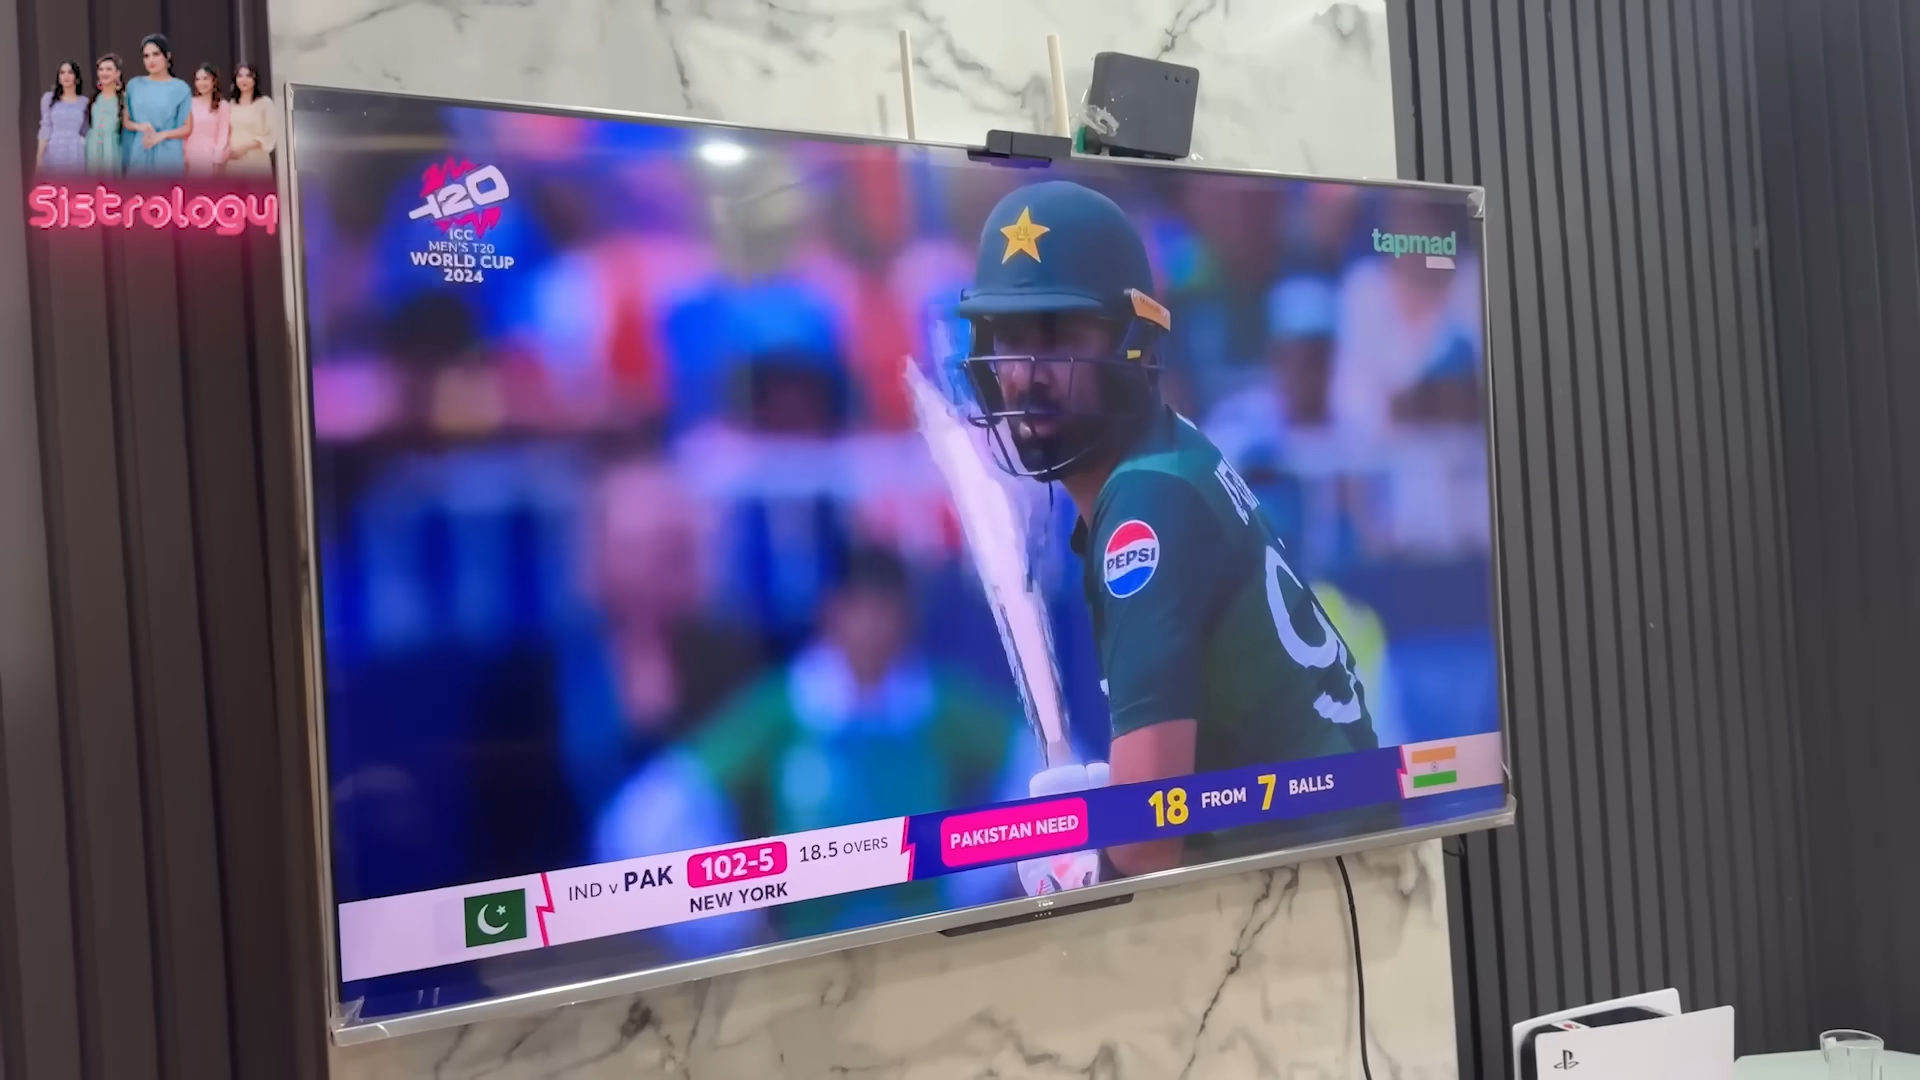 Sistrology
T20
ICC
MEN'S T20
WORLD CUP
2024
tapmad
PEPSI
IND v PAK 102-5 18.5 OVERS
NEW YORK
PAKISTAN NEED 18 FROM 7 BALLS
TCL